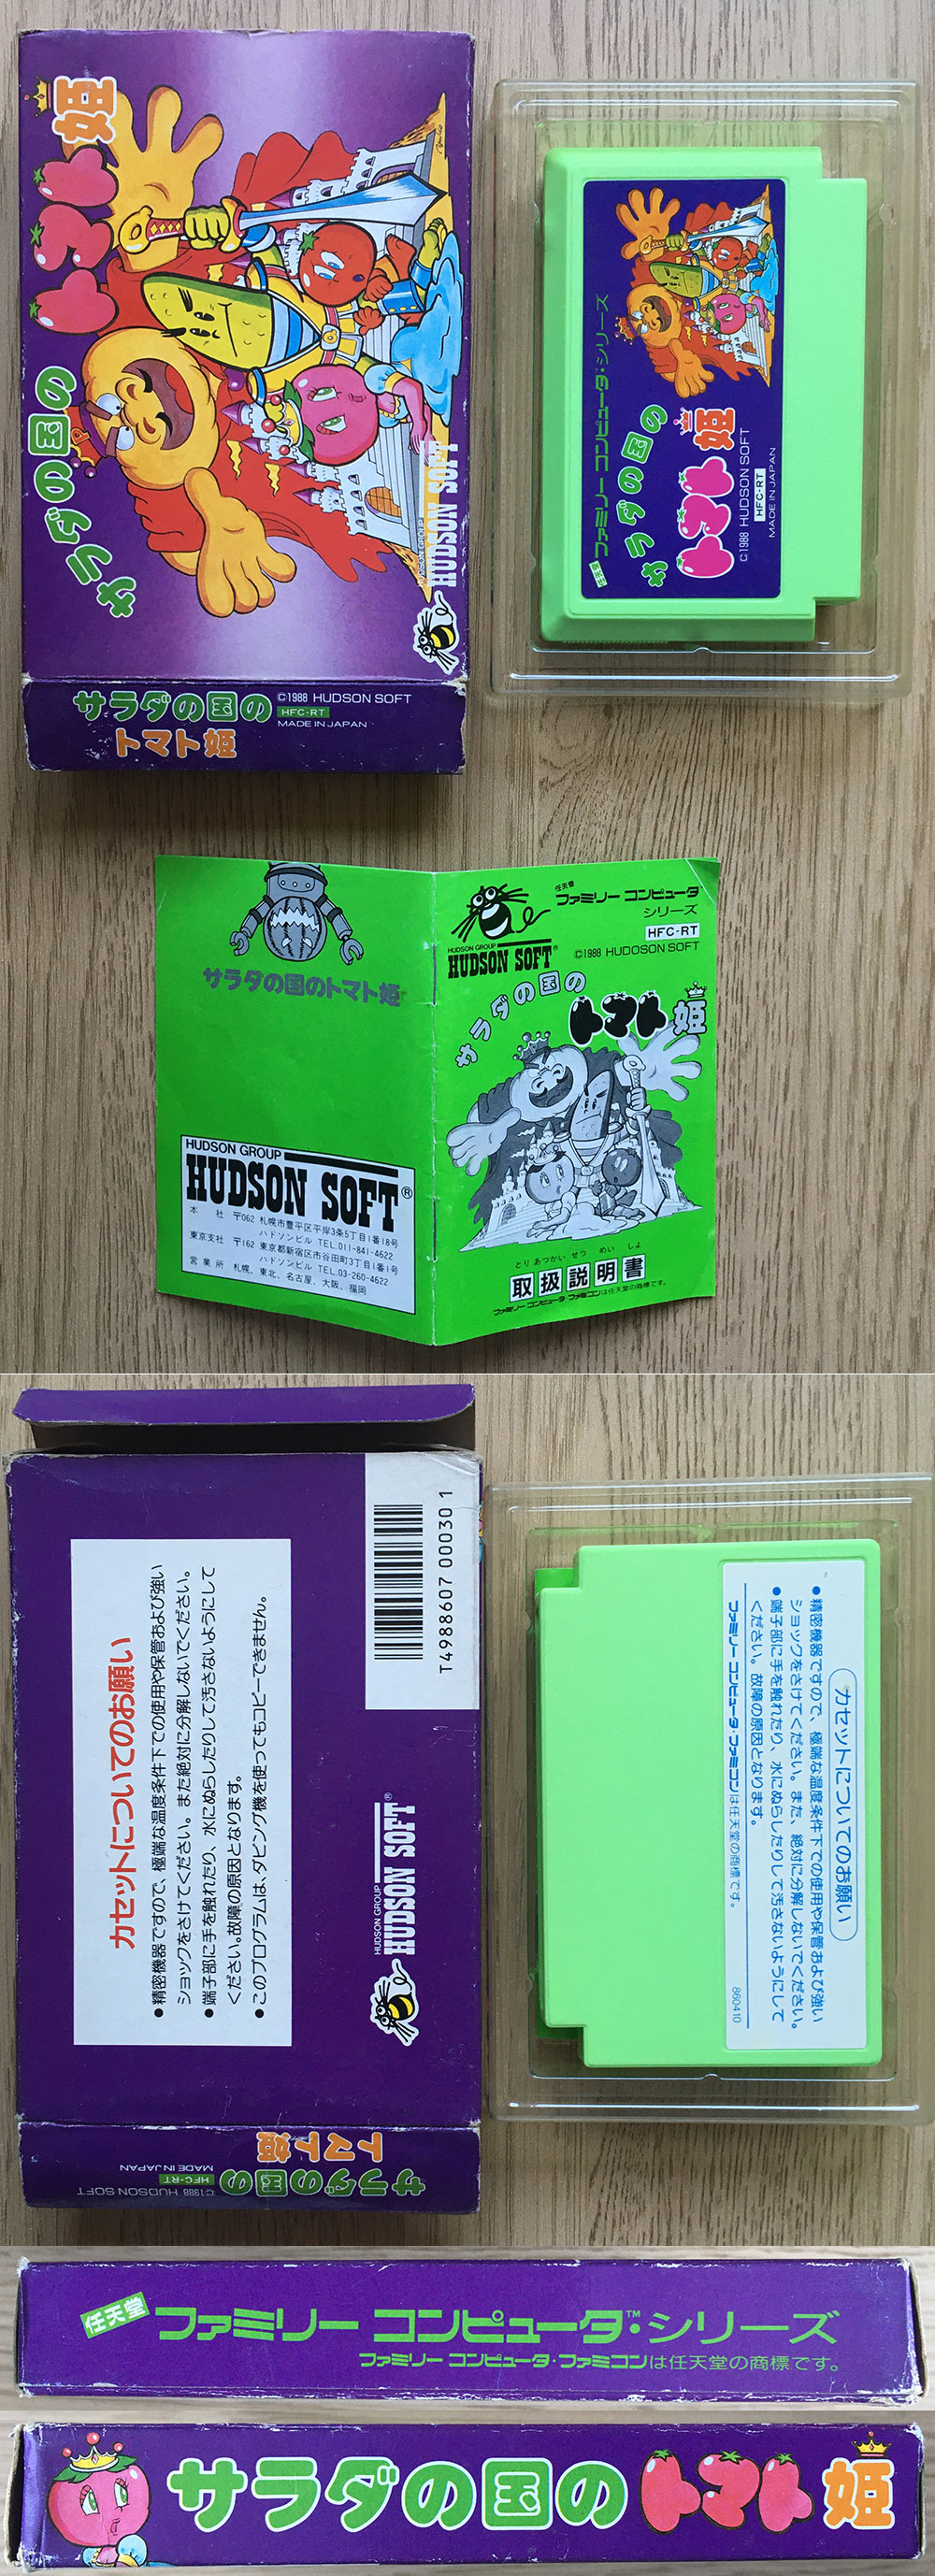 サラダの国の
トマト姫
HUDSON GROUP
HUDSON SOFT
サラダの国の
トマト姫
©1988 HUDSON SOFT
HFC-RT
MADE IN JAPAN
任天堂
ファミリー コンピュータ・シリーズ
サラダの国の
トマト姫
©1988 HUDSON SOFT
HFC-RT
MADE IN JAPAN
サラダの国のトマト姫
HUDSON GROUP
HUDSON SOFT®
本 社 〒062 札幌市豊平区平岸3条5丁目1番18号
ハドソンビル TEL.011-841-4622
東京支社 〒162 東京都新宿区市谷田町3丁目1番1号
ハドソンビル TEL.03-260-4622
営業所 札幌、東北、名古屋、大阪、福岡
任天堂
ファミリー コンピュータ™
シリーズ
HFC-RT
HUDSON GROUP
HUDSON SOFT®
©1988 HUDOSON SOFT
サラダの国の
トマト姫
とり あつかい せつ めい しょ
取扱説明書
ファミリー コンピュータ・ファミコンは任天堂の商標です。
カセットについてのお願い
●精密機器ですので、極端な温度条件下での使用や保管および強い
ショックをさけてください。また絶対に分解しないでください。
●端子部に手を触れたり、水にぬらしたりして汚さないようにして
ください。故障の原因となります。
●このプログラムは、ダビング機を使ってもコピーできません。
T4988607 000301
HUDSON GROUP
HUDSON SOFT®
サラダの国の
トマト姫
©1988 HUDSON SOFT
HFC-RT
MADE IN JAPAN
カセットについてのお願い
●精密機器ですので、極端な温度条件下での使用や保管および強い
ショックをさけてください。また、絶対に分解しないでください。
●端子部に手を触れたり、水にぬらしたりして汚さないようにして
ください。故障の原因となります。
ファミリー コンピュータ・ファミコンは任天堂の商標です。
860410
任天堂
ファミリー コンピュータ™・シリーズ
ファミリー コンピュータ・ファミコンは任天堂の商標です。
サラダの国のトマト姫